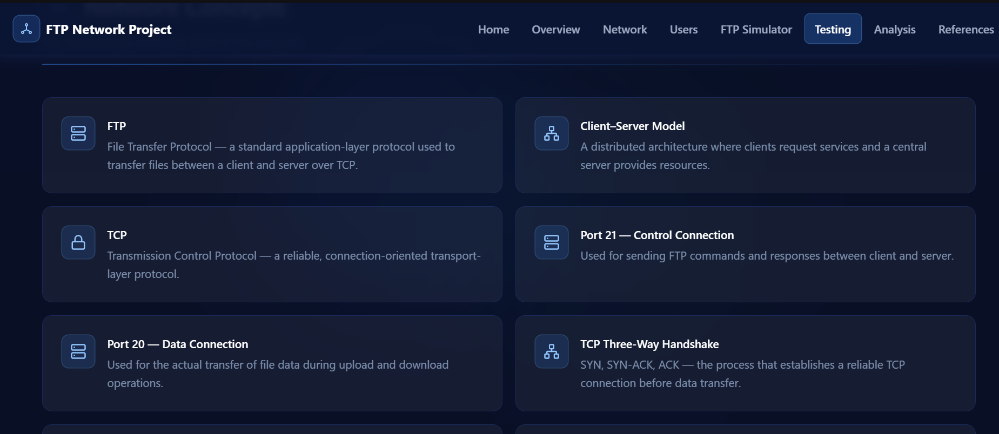 FTP Network Project
Home
Overview
Network
Users
FTP Simulator
Testing
Analysis
References
FTP
File Transfer Protocol — a standard application-layer protocol used to
transfer files between a client and server over TCP.
Client–Server Model
A distributed architecture where clients request services and a central
server provides resources.
TCP
Transmission Control Protocol — a reliable, connection-oriented transport-
layer protocol.
Port 21 — Control Connection
Used for sending FTP commands and responses between client and server.
Port 20 — Data Connection
Used for the actual transfer of file data during upload and download
operations.
TCP Three-Way Handshake
SYN, SYN-ACK, ACK — the process that establishes a reliable TCP
connection before data transfer.